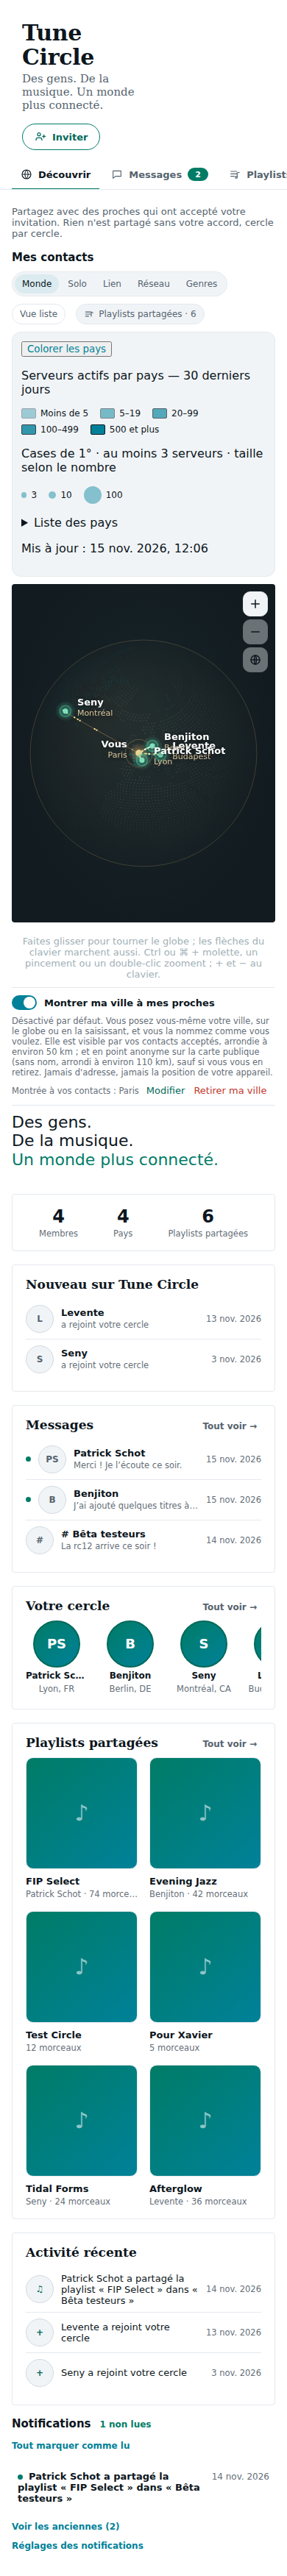 Tune
Circle
Des gens. De la
musique. Un monde
plus connecté.
Inviter
Découvrir Messages 2 Playlists
Partagez avec des proches qui ont accepté votre
invitation. Rien n'est partagé sans votre accord, cercle
par cercle.
Mes contacts
Monde Solo Lien Réseau Genres
Vue liste Playlists partagées · 6
Colorer les pays
Serveurs actifs par pays — 30 derniers
jours
Moins de 5 5–19 20–99
100–499 500 et plus
Cases de 1° · au moins 3 serveurs · taille
selon le nombre
3 10 100
Liste des pays
Mis à jour : 15 nov. 2026, 12:06
Seny
Montréal
Vous
Paris
Benjiton
Levente
Budapest
Patrick Schot
Lyon
Faites glisser pour tourner le globe ; les flèches du
clavier marchent aussi. Ctrl ou ⌘ + molette, un
pincement ou un double-clic zooment ; + et − au
clavier.
Montrer ma ville à mes proches
Désactivé par défaut. Vous posez vous-même votre ville, sur
le globe ou en la saisissant, et vous la nommez comme vous
voulez. Elle est visible par vos contacts acceptés, arrondie à
environ 50 km ; et en point anonyme sur la carte publique
(sans nom, arrondi à environ 110 km), sauf si vous vous en
retirez. Jamais d'adresse, jamais la position de votre appareil.
Montrée à vos contacts : Paris Modifier Retirer ma ville
Des gens.
De la musique.
Un monde plus connecté.
4 4 6
Membres Pays Playlists partagées
Nouveau sur Tune Circle
L Levente 13 nov. 2026
a rejoint votre cercle
S Seny 3 nov. 2026
a rejoint votre cercle
Messages Tout voir →
PS Patrick Schot 15 nov. 2026
Merci ! Je l'écoute ce soir.
B Benjiton 15 nov. 2026
J'ai ajouté quelques titres à…
# # Bêta testeurs 14 nov. 2026
La rc12 arrive ce soir !
Votre cercle Tout voir →
PS B S
Patrick Sc… Benjiton Seny
Lyon, FR Berlin, DE Montréal, CA
Playlists partagées Tout voir →
FIP Select Evening Jazz
Patrick Schot · 74 morce… Benjiton · 42 morceaux
Test Circle Pour Xavier
12 morceaux 5 morceaux
Tidal Forms Afterglow
Seny · 24 morceaux Levente · 36 morceaux
Activité récente
Patrick Schot a partagé la
playlist « FIP Select » dans « 14 nov. 2026
Bêta testeurs »
+ Levente a rejoint votre 13 nov. 2026
cercle
+ Seny a rejoint votre cercle 3 nov. 2026
Notifications 1 non lues
Tout marquer comme lu
Patrick Schot a partagé la 14 nov. 2026
playlist « FIP Select » dans « Bêta
testeurs »
Voir les anciennes (2)
Réglages des notifications